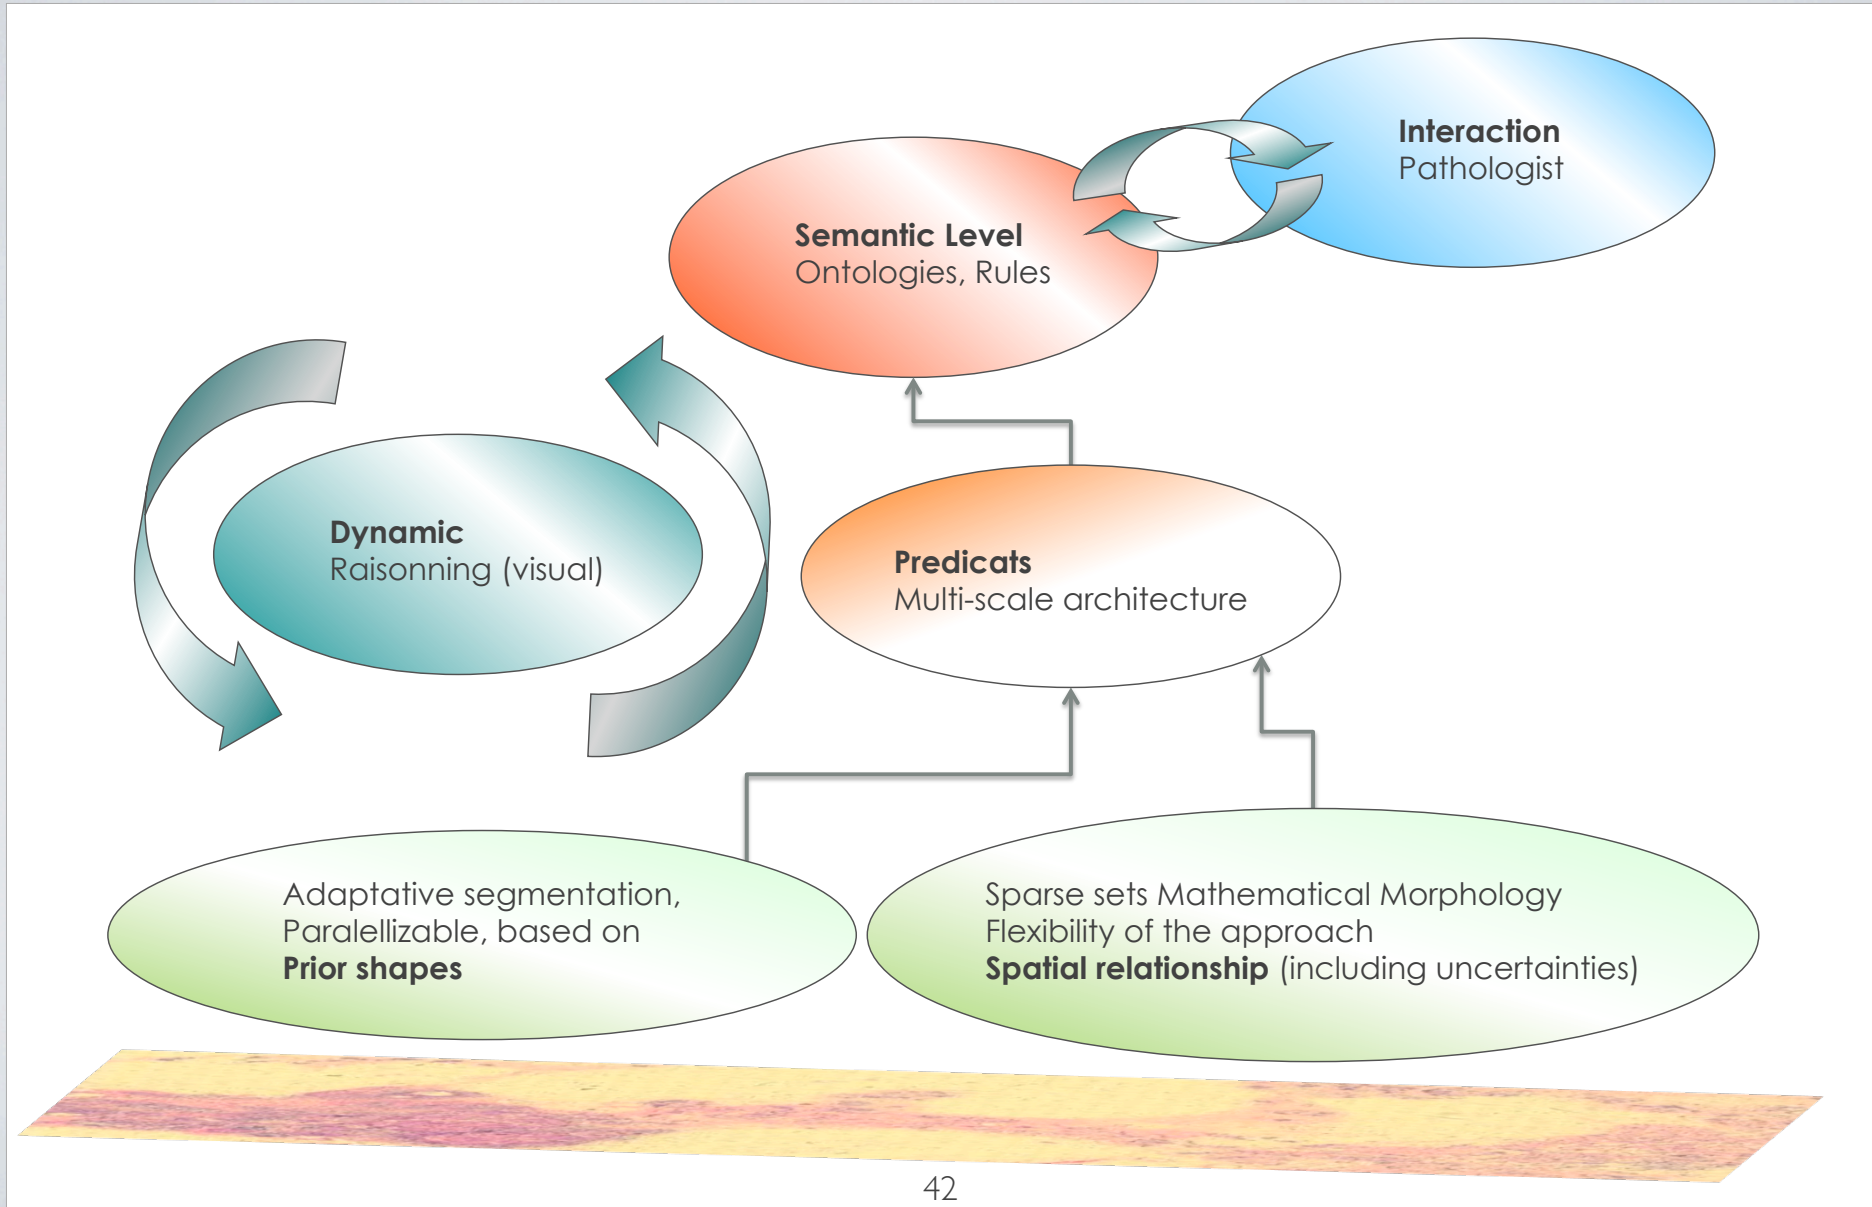 Interaction
Pathologist
Semantic Level
Ontologies, Rules
Dynamic
Raisonning (visual)
Predicats
Multi-scale architecture
Adaptative segmentation,
Paralellizable, based on
Prior shapes
Sparse sets Mathematical Morphology
Flexibility of the approach
Spatial relationship (including uncertainties)
42